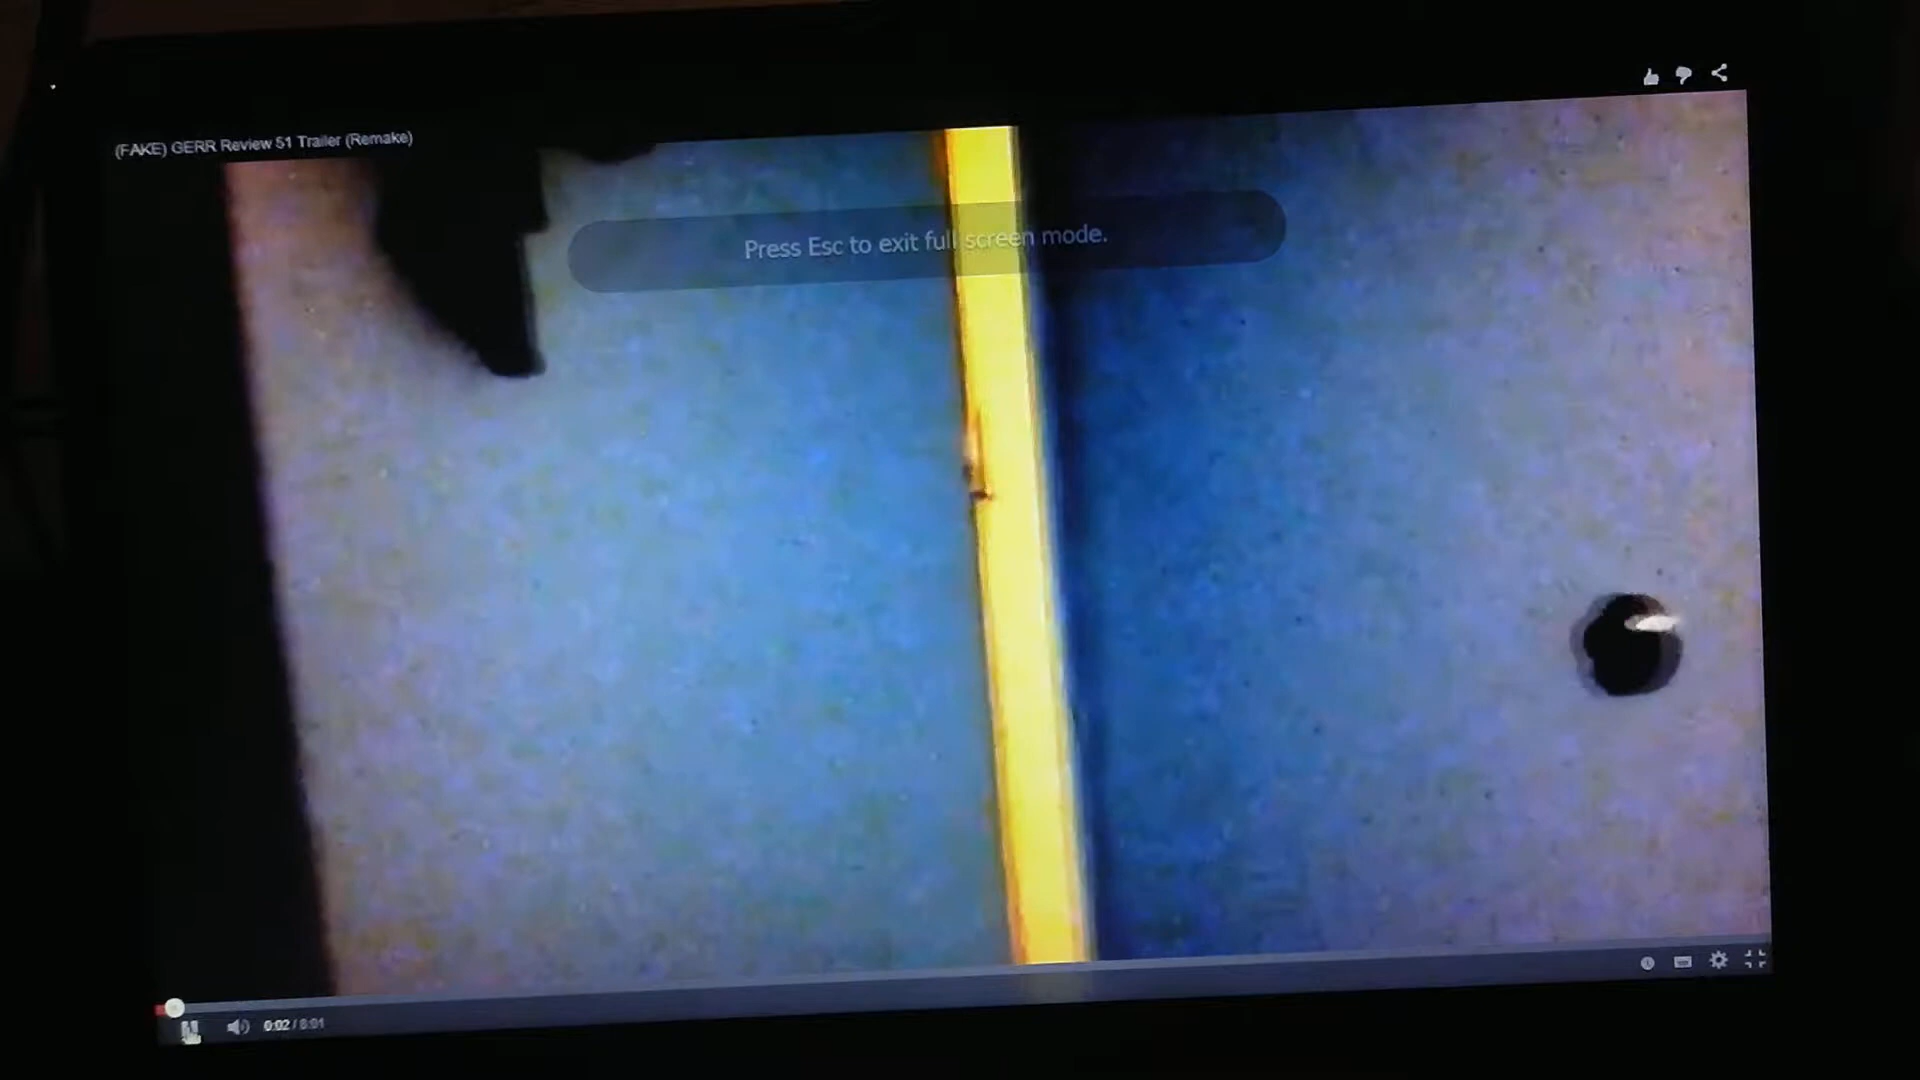 (FAKE) GERR Review 51 Trailer (Remake)
Press Esc to exit full screen mode.
0:02 / 8:01